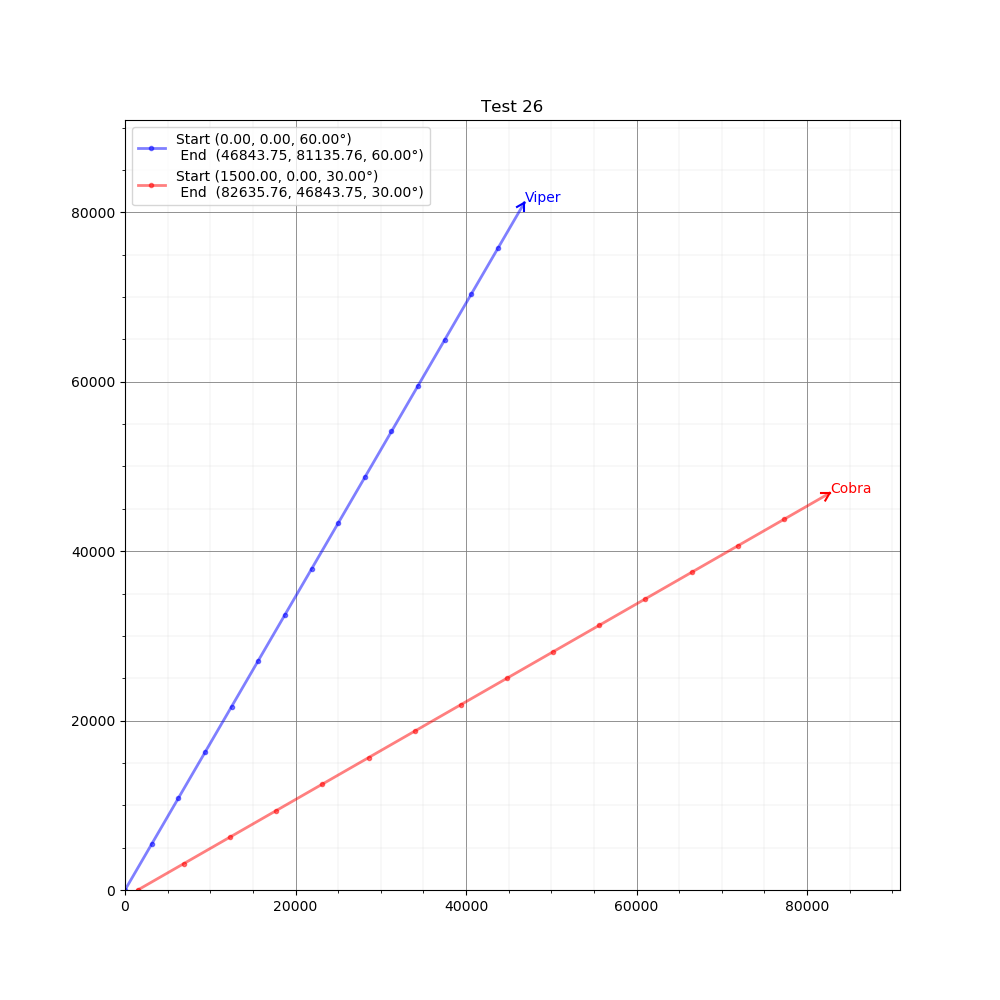 Test 26
Start (0.00, 0.00, 60.00°)
End (46843.75, 81135.76, 60.00°)
Start (1500.00, 0.00, 30.00°)
End (82635.76, 46843.75, 30.00°)
Viper
80000
60000
Cobra
40000
20000
0
0 20000 40000 60000 80000